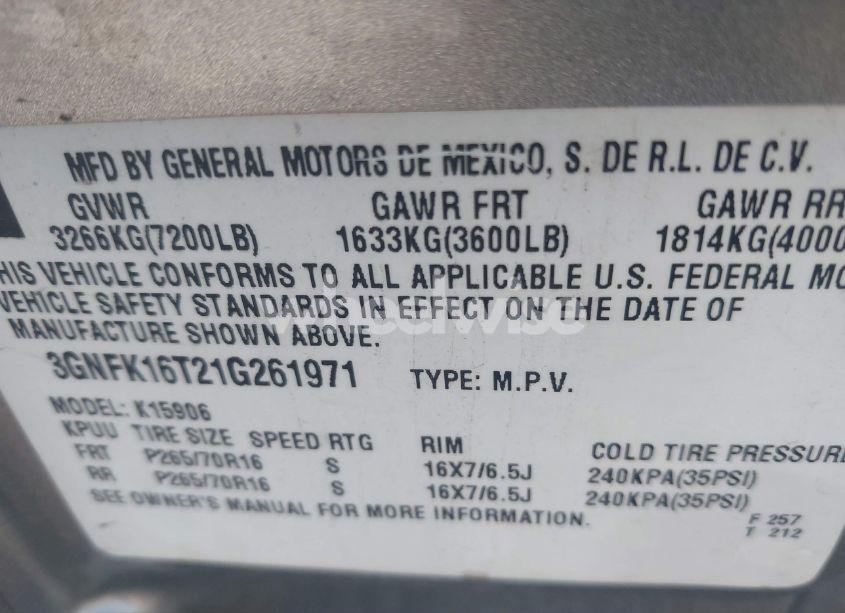 MFD BY GENERAL MOTORS DE MEXICO, S. DE R.L. DE C.V.
GVWR GAWR FRT GAWR RR
3266KG(7200LB) 1633KG(3600LB) 1814KG(4000
HIS VEHICLE CONFORMS TO ALL APPLICABLE U.S. FEDERAL MO
VEHICLE SAFETY STANDARDS IN EFFECT ON THE DATE OF
MANUFACTURE SHOWN ABOVE.
3GNFK16T21G261971 TYPE: M.P.V.
MODEL: K15906
KPUU TIRE SIZE SPEED RTG RIM COLD TIRE PRESSURE
FRT P265/70R16 S 16X7/6.5J 240KPA(35PSI)
RR P265/70R16 S 16X7/6.5J 240KPA(35PSI)
SEE OWNER'S MANUAL FOR MORE INFORMATION.
F 257
T 212